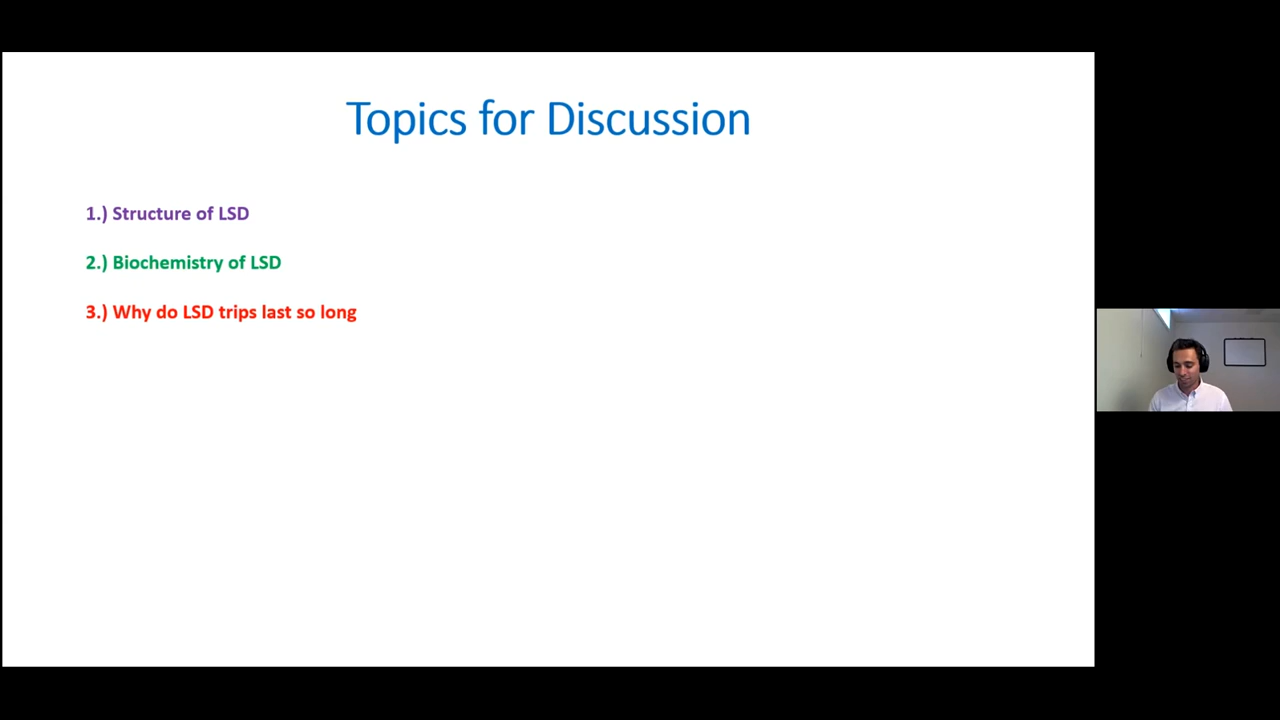 Topics for Discussion
1.) Structure of LSD
2.) Biochemistry of LSD
3.) Why do LSD trips last so long